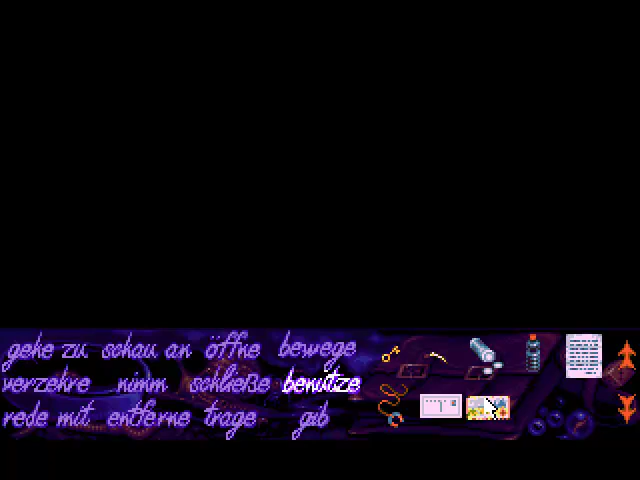 gehe zu schau an öffne bewege
verzehre nimm schließe benutze
rede mit entferne trage gib